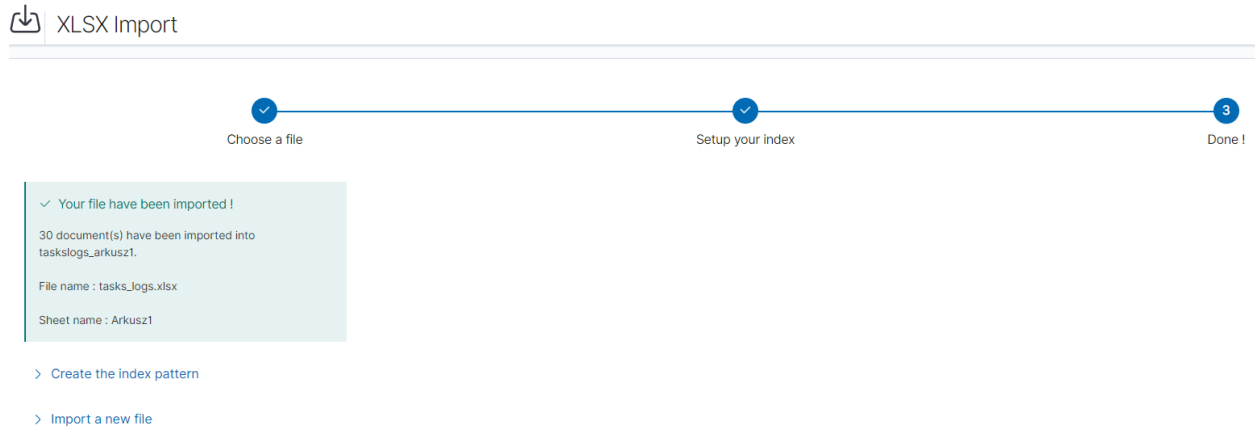 XLSX Import
Choose a file
Setup your index
3
Done !
Your file have been imported !
30 document(s) have been imported into
taskslogs_arkusz1.
File name : tasks_logs.xlsx
Sheet name : Arkusz1
Create the index pattern
Import a new file